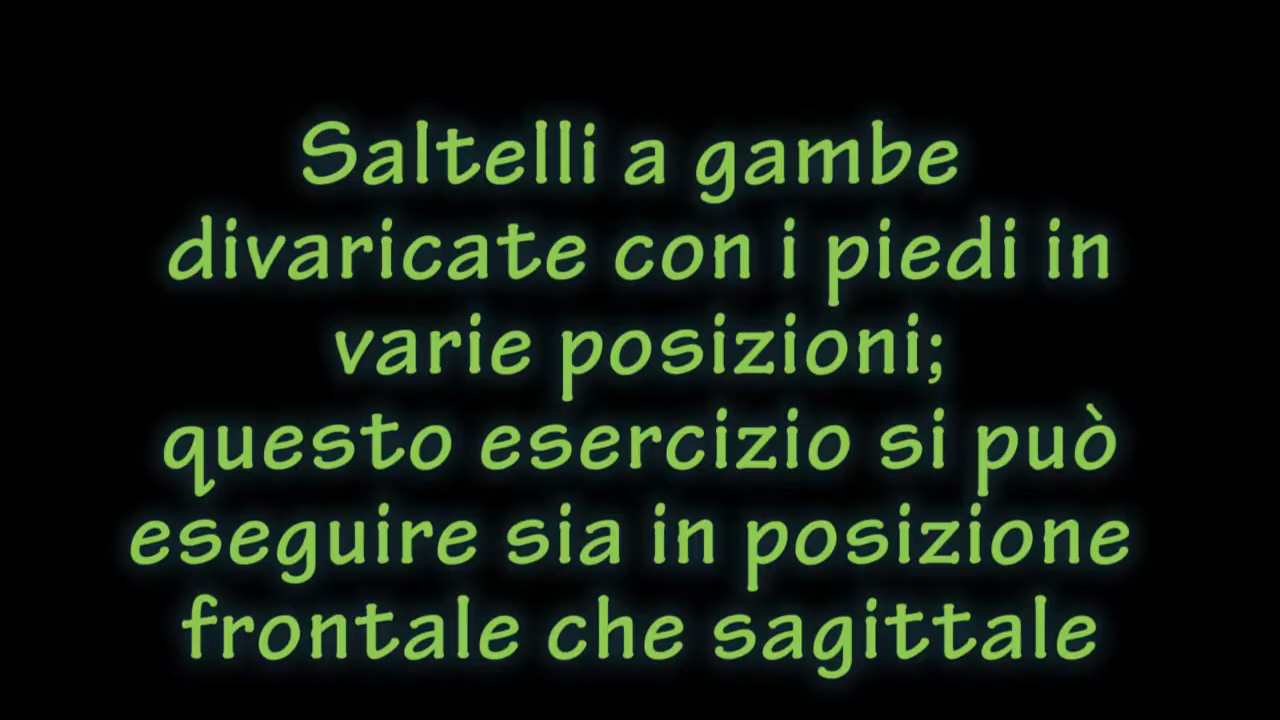 Saltelli a gambe
divaricate con i piedi in
varie posizioni;
questo esercizio si può
eseguire sia in posizione
frontale che sagittale